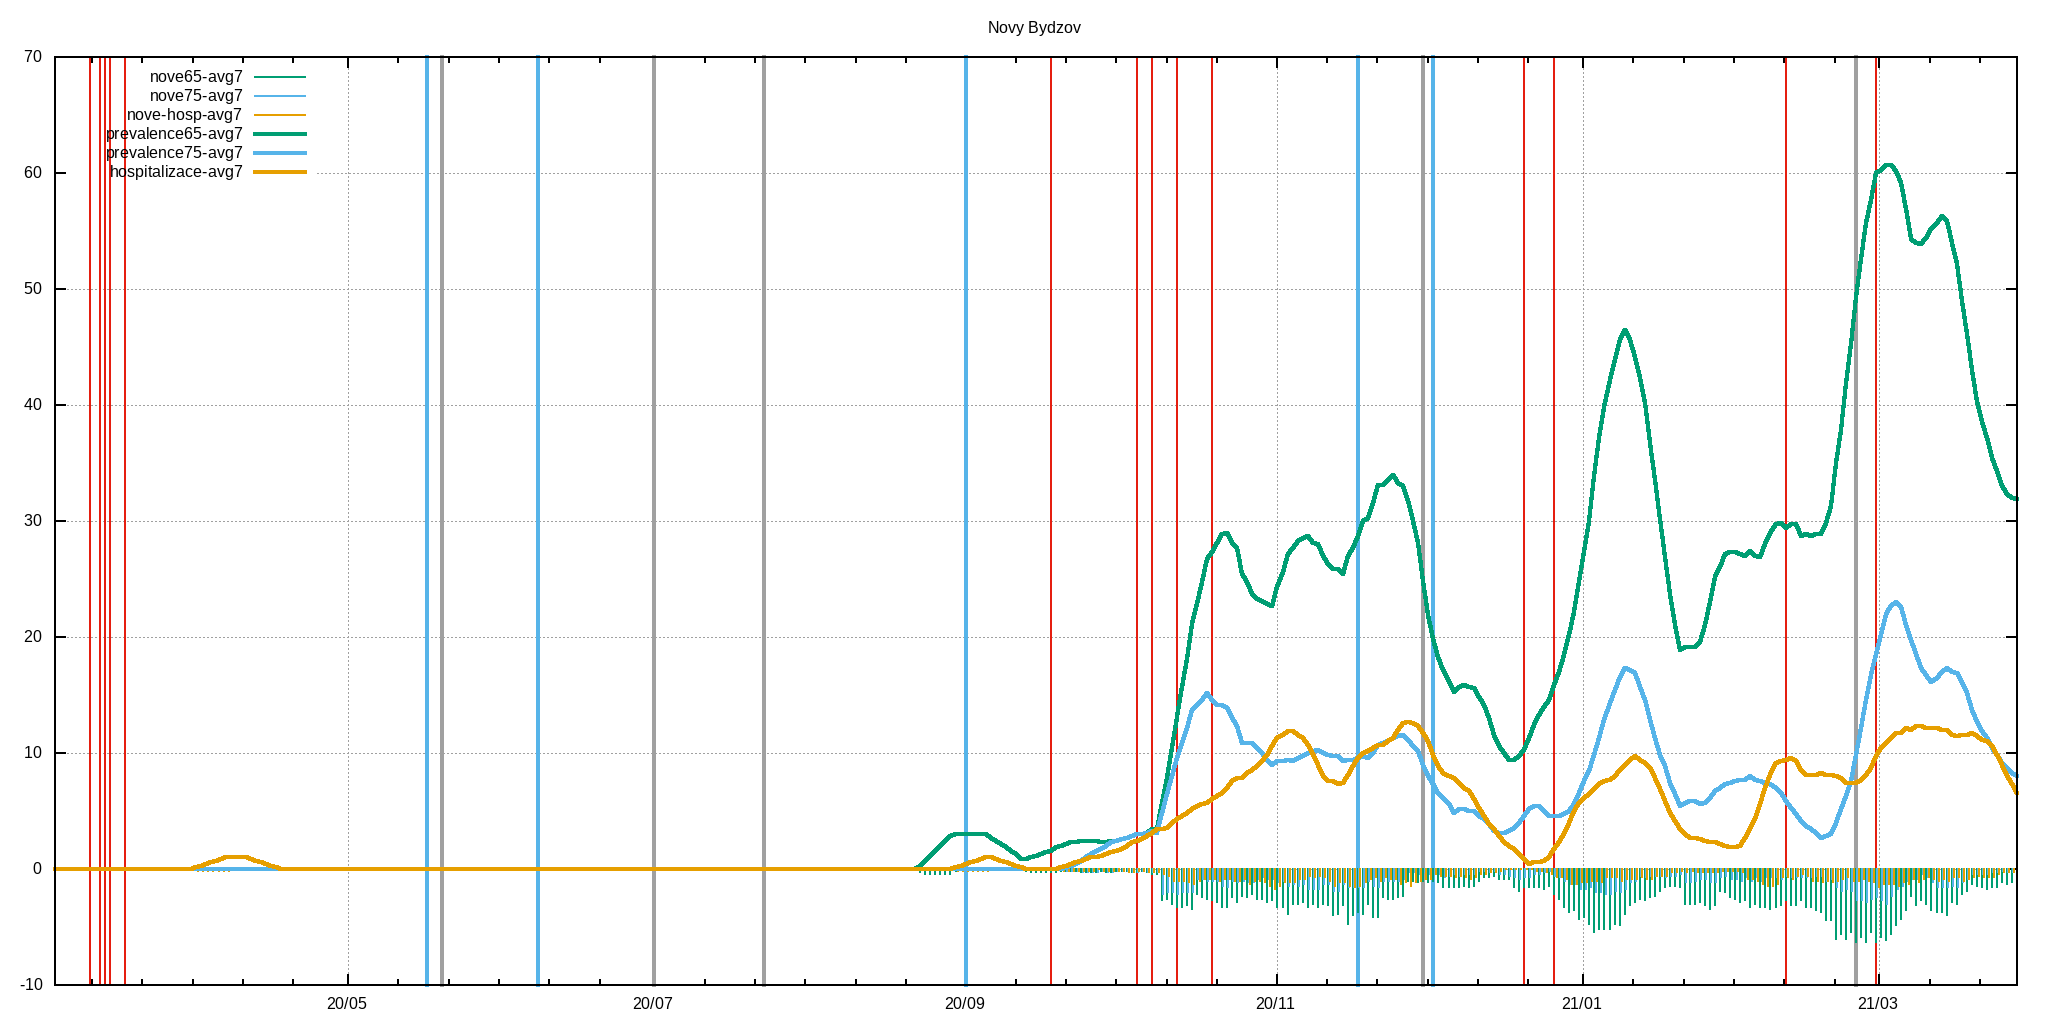 Novy Bydzov
70
nove65-avg7
nove75-avg7
nove-hosp-avg7
prevalence65-avg7
prevalence75-avg7
hospitalizace-avg7
60
50
40
30
20
10
0
-10
20/05
20/07
20/09
20/11
21/01
21/03